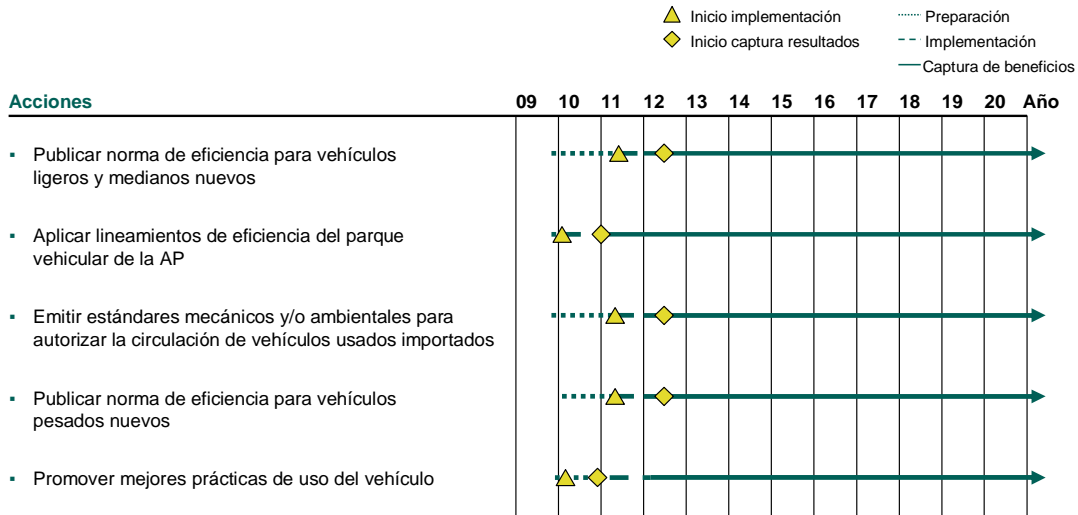 Inicio implementación
Preparación
Inicio captura resultados
Implementación
Captura de beneficios
Acciones 09 10 11 12 13 14 15 16 17 18 19 20 Año
▪ Publicar norma de eficiencia para vehículos
ligeros y medianos nuevos
▪ Aplicar lineamientos de eficiencia del parque
vehicular de la AP
▪ Emitir estándares mecánicos y/o ambientales para
autorizar la circulación de vehículos usados importados
▪ Publicar norma de eficiencia para vehículos
pesados nuevos
▪ Promover mejores prácticas de uso del vehículo